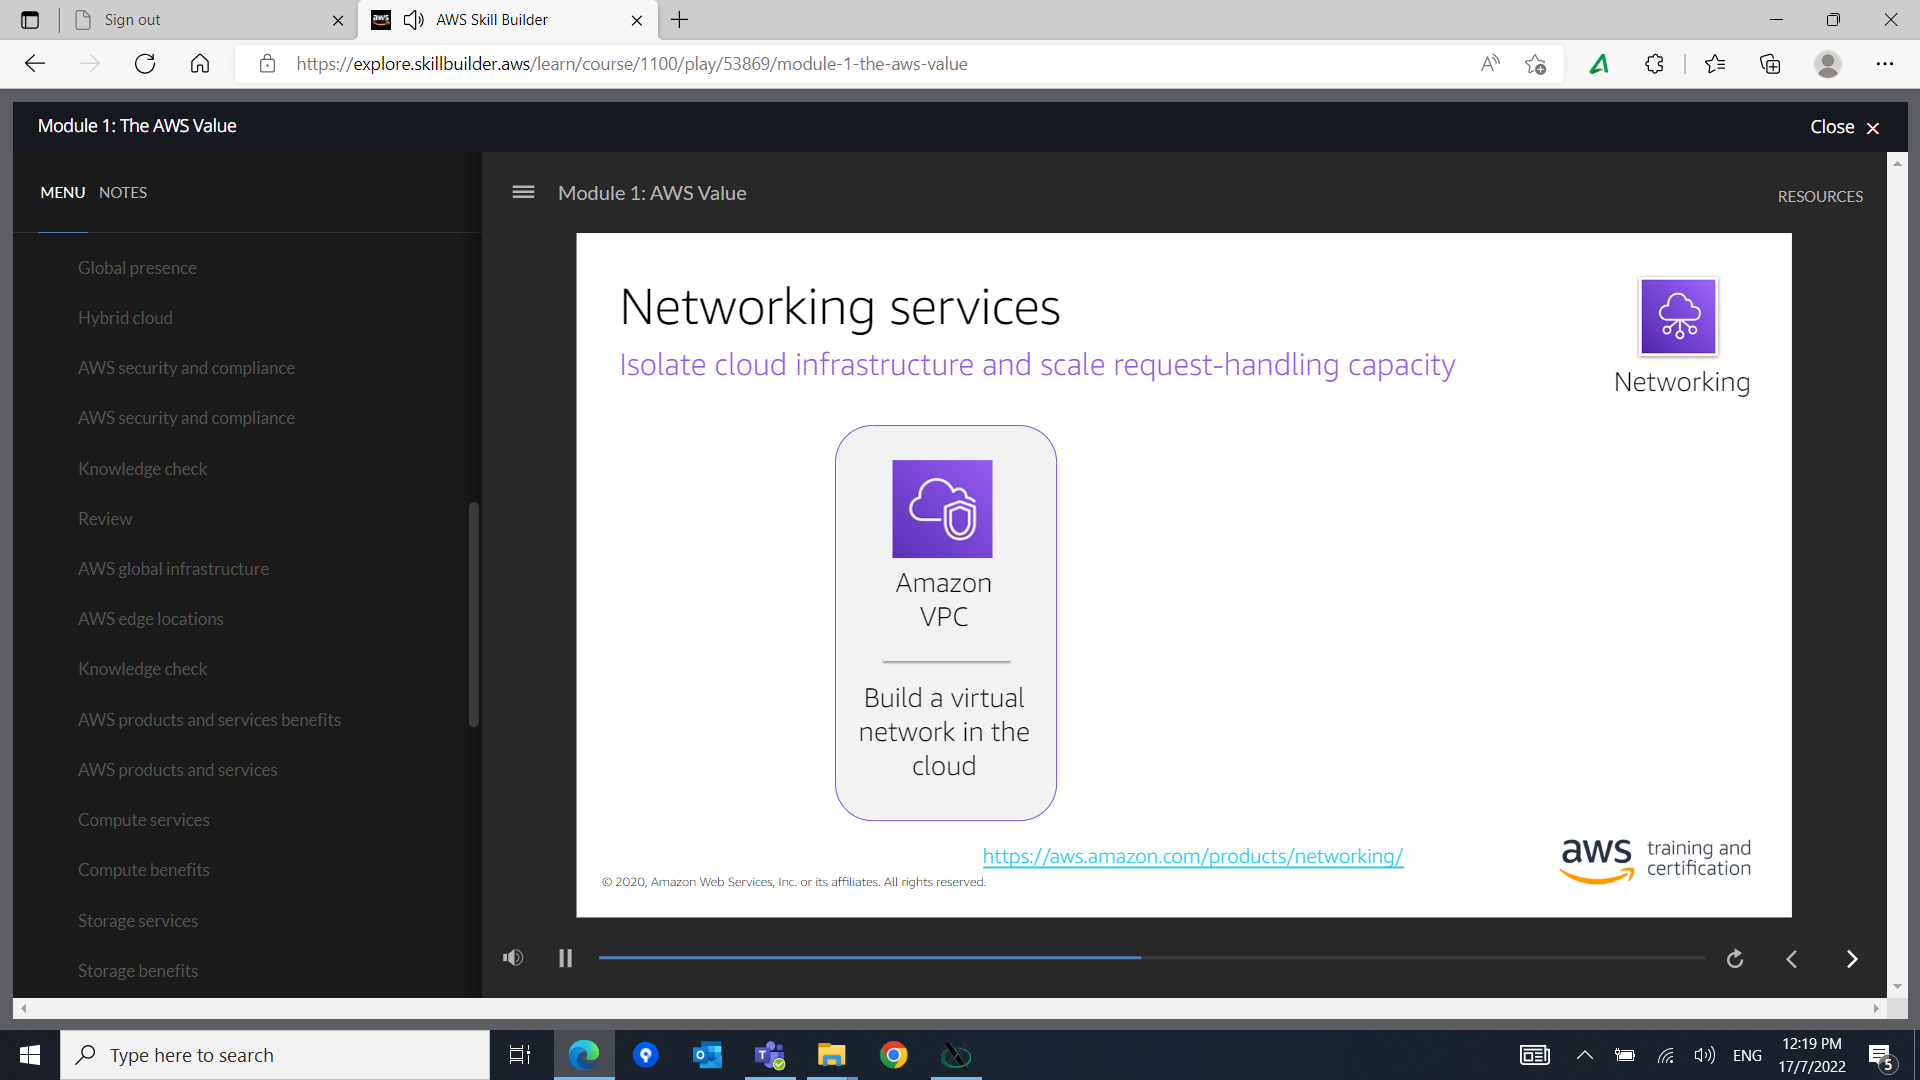 Sign out
AWS Skill Builder
https://explore.skillbuilder.aws/learn/course/1100/play/53869/module-1-the-aws-value
Module 1: The AWS Value
Close
MENU
NOTES
Module 1: AWS Value
RESOURCES
Global presence
Hybrid cloud
AWS security and compliance
AWS security and compliance
Knowledge check
Review
AWS global infrastructure
AWS edge locations
Knowledge check
AWS products and services benefits
AWS products and services
Compute services
Compute benefits
Storage services
Storage benefits
Networking services
Isolate cloud infrastructure and scale request-handling capacity
Networking
Amazon
VPC
Build a virtual
network in the
cloud
https://aws.amazon.com/products/networking/
© 2020, Amazon Web Services, Inc. or its affiliates. All rights reserved.
aws
training and
certification
Type here to search
ENG
12:19 PM
17/7/2022
5